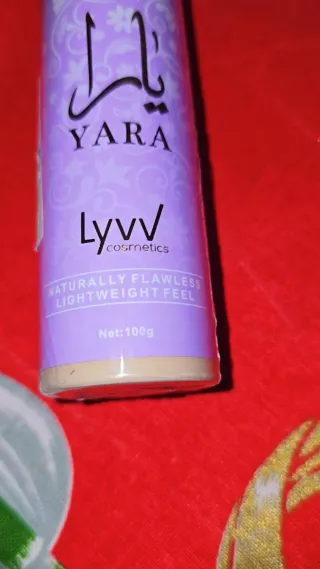 يارا
YARA
Lyvv
cosmetics
NATURALLY FLAWLESS
LIGHTWEIGHT FEEL
Net:100g